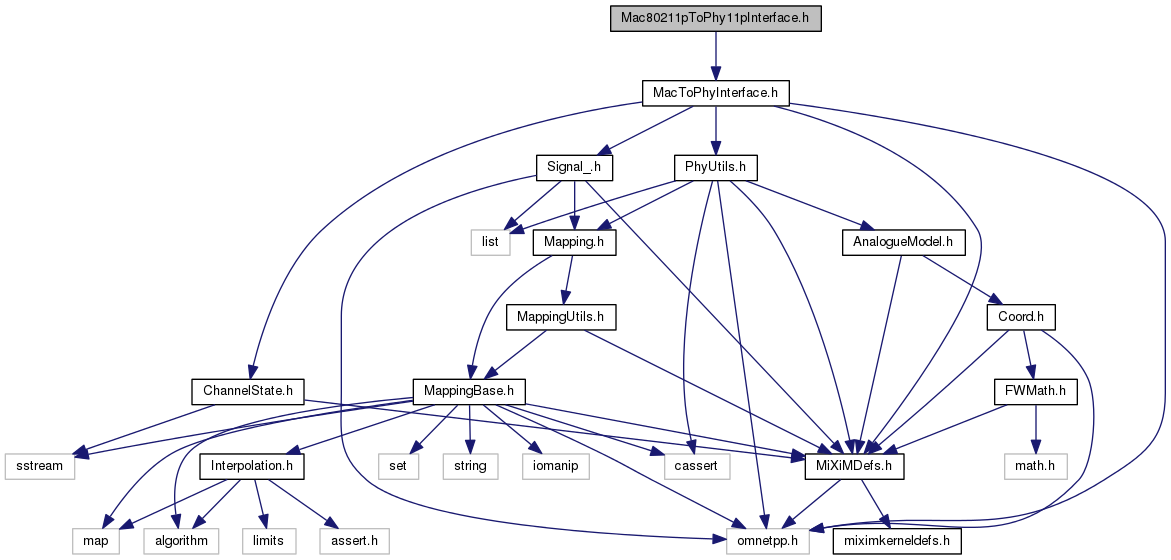 Mac80211pToPhy11pInterface.h
MacToPhyInterface.h
Signal_.h
PhyUtils.h
list
Mapping.h
AnalogueModel.h
MappingUtils.h
Coord.h
ChannelState.h
MappingBase.h
FWMath.h
sstream
Interpolation.h
set
string
iomanip
cassert
MiXiMDefs.h
math.h
map
algorithm
limits
assert.h
omnetpp.h
miximkerneldefs.h